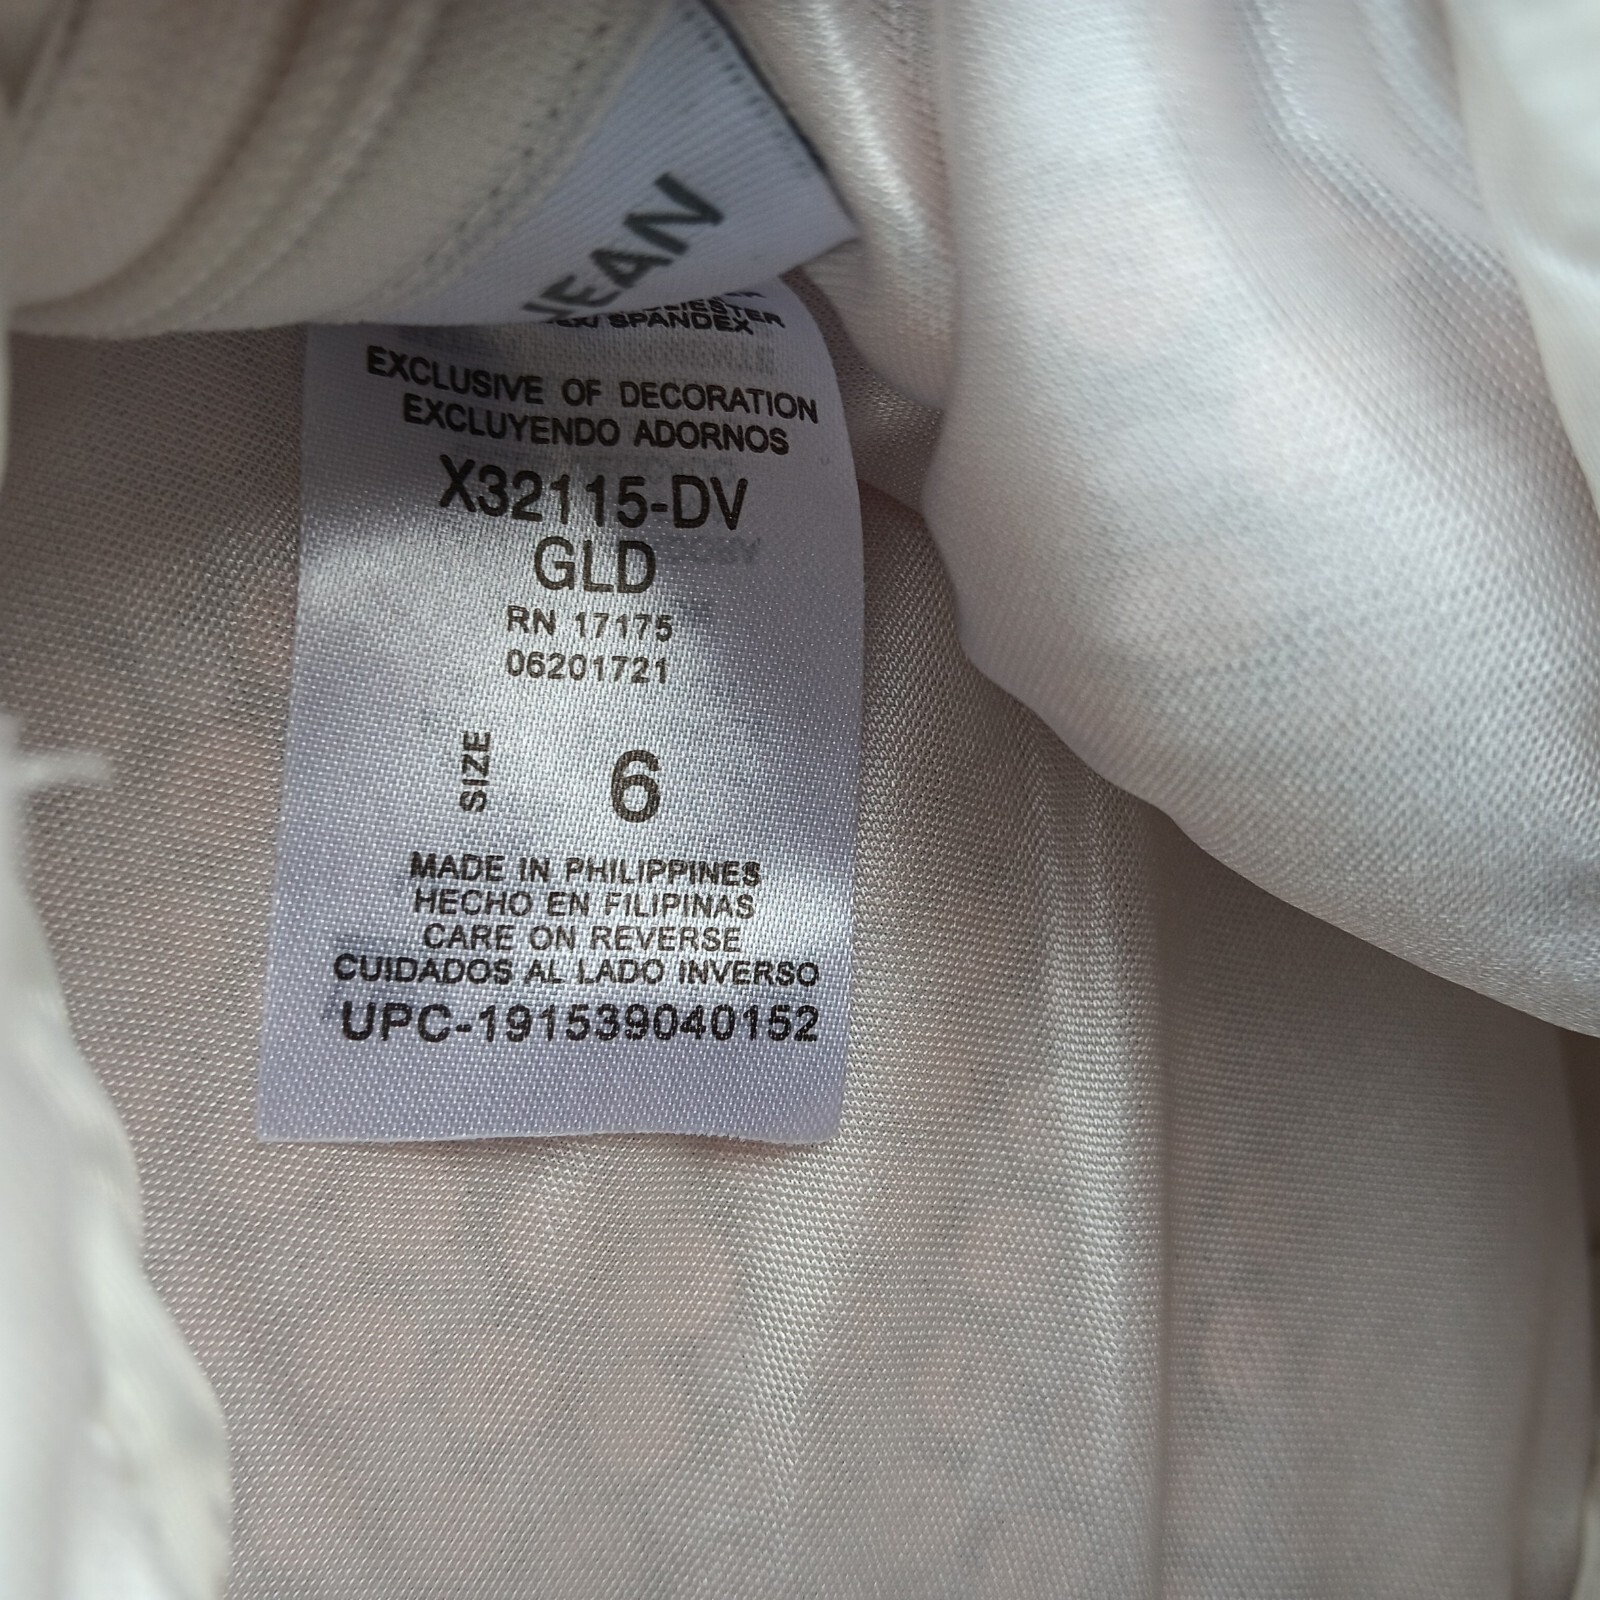 EAN
SPANDEX
EXCLUSIVE OF DECORATION
EXCLUYENDO ADORNOS
X32115-DV
GLD
RN 17175
06201721
SIZE 6
MADE IN PHILIPPINES
HECHO EN FILIPINAS
CARE ON REVERSE
CUIDADOS AL LADO INVERSO
UPC-191539040152